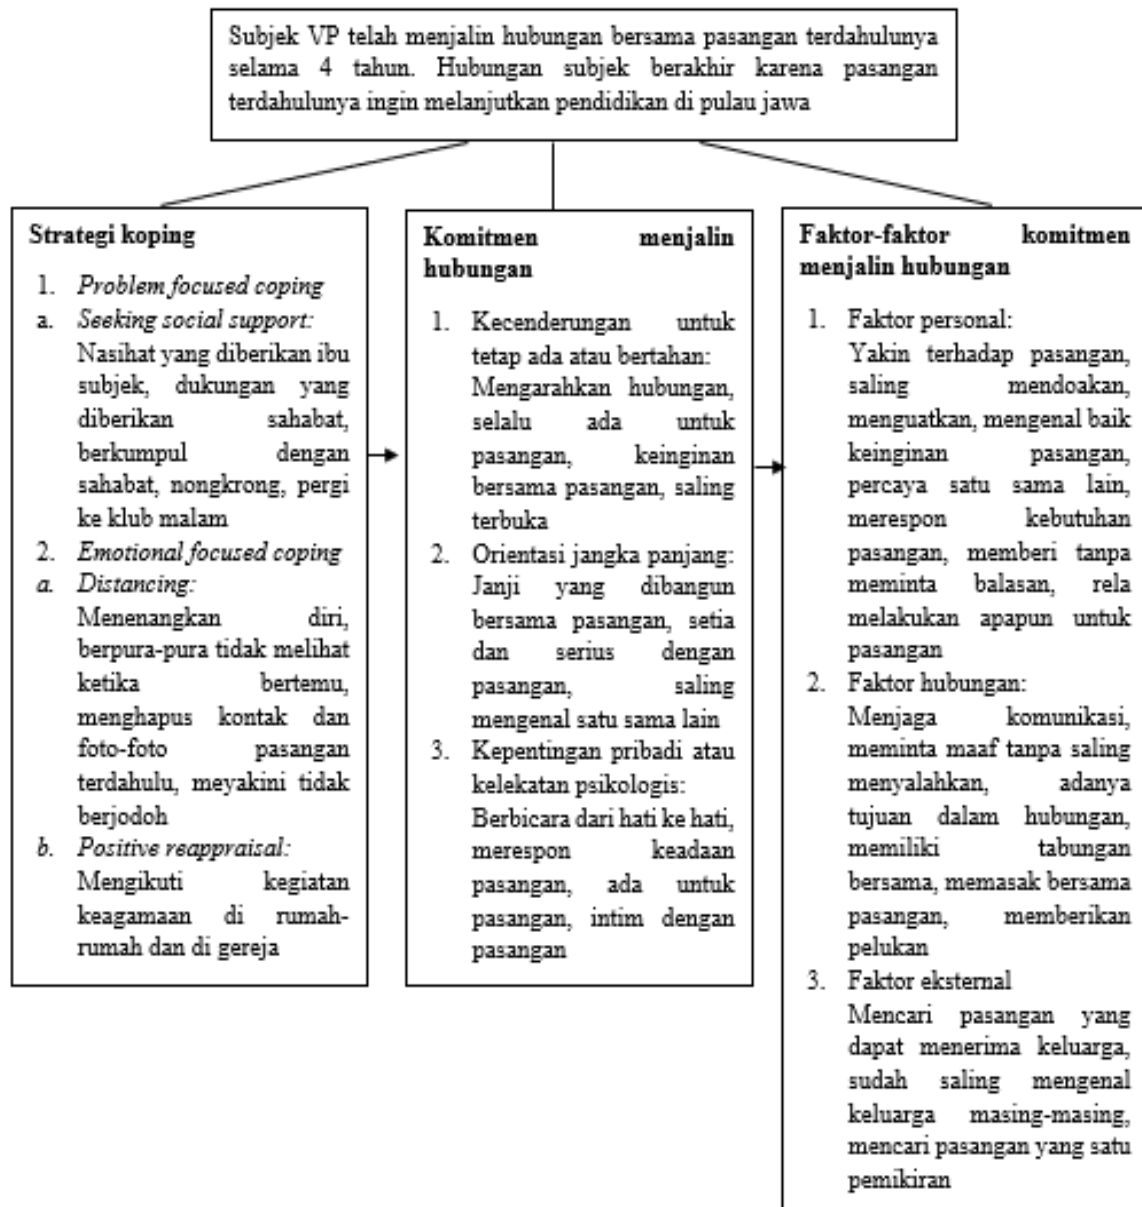 Subjek VP telah menjalin hubungan bersama pasangan terdahulunya
selama 4 tahun. Hubungan subjek berakhir karena pasangan
terdahulunya ingin melanjutkan pendidikan di pulau jawa
Strategi koping
1. Problem focused coping
a. Seeking social support:
Nasihat yang diberikan ibu
subjek, dukungan yang
diberikan sahabat,
berkumpul dengan
sahabat, nongkrong, pergi
ke klub malam
2. Emotional focused coping
a. Distancing:
Menenangkan diri,
berpura-pura tidak melihat
ketika bertemu,
menghapus kontak dan
foto-foto pasangan
terdahulu, meyakini tidak
berjodoh
b. Positive reappraisal:
Mengikuti kegiatan
keagamaan di rumah-
rumah dan di gereja
Komitmen menjalin
hubungan
1. Kecenderungan untuk
tetap ada atau bertahan:
Mengarahkan hubungan,
selalu ada untuk
pasangan, keinginan
bersama pasangan, saling
terbuka
2. Orientasi jangka panjang:
Janji yang dibangun
bersama pasangan, setia
dan serius dengan
pasangan, saling
mengenal satu sama lain
3. Kepentingan pribadi atau
kelekatan psikologis:
Berbicara dari hati ke hati,
merespon keadaan
pasangan, ada untuk
pasangan, intim dengan
pasangan
Faktor-faktor komitmen
menjalin hubungan
1. Faktor personal:
Yakin terhadap pasangan,
saling mendoakan,
menguatkan, mengenal baik
keinginan pasangan,
percaya satu sama lain,
merespon kebutuhan
pasangan, memberi tanpa
meminta balasan, rela
melakukan apapun untuk
pasangan
2. Faktor hubungan:
Menjaga komunikasi,
meminta maaf tanpa saling
menyalahkan, adanya
tujuan dalam hubungan,
memiliki tabungan
bersama, memasak bersama
pasangan, memberikan
pelukan
3. Faktor eksternal
Mencari pasangan yang
dapat menerima keluarga,
sudah saling mengenal
keluarga masing-masing,
mencari pasangan yang satu
pemikiran